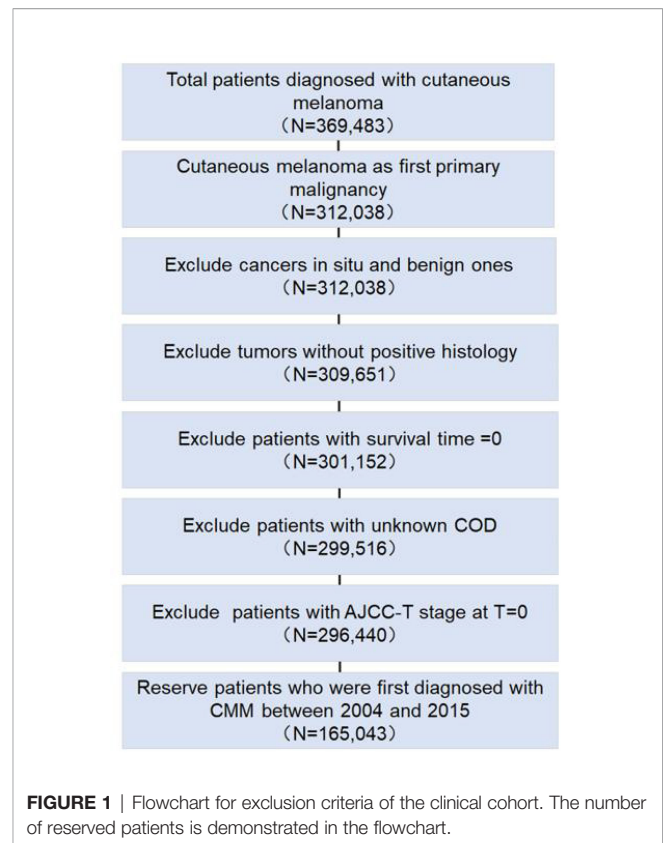 Total patients diagnosed with cutaneous
melanoma
（N=369,483）
Cutaneous melanoma as first primary
malignancy
（N=312,038）
Exclude cancers in situ and benign ones
（N=312,038）
Exclude tumors without positive histology
（N=309,651）
Exclude patients with survival time =0
（N=301,152）
Exclude patients with unknown COD
（N=299,516）
Exclude patients with AJCC-T stage at T=0
（N=296,440）
Reserve patients who were first diagnosed with
CMM between 2004 and 2015
（N=165,043）
FIGURE 1 | Flowchart for exclusion criteria of the clinical cohort. The number
of reserved patients is demonstrated in the flowchart.